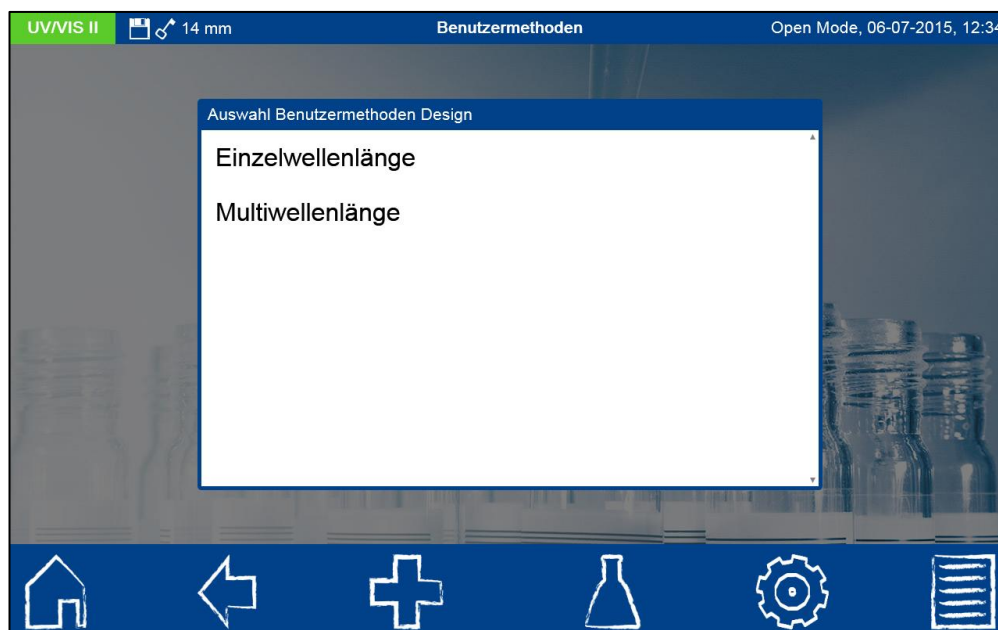 UV/VIS II 14 mm Benutzermethoden Open Mode, 06-07-2015, 12:34
Auswahl Benutzermethoden Design
Einzelwellenlänge
Multiwellenlänge